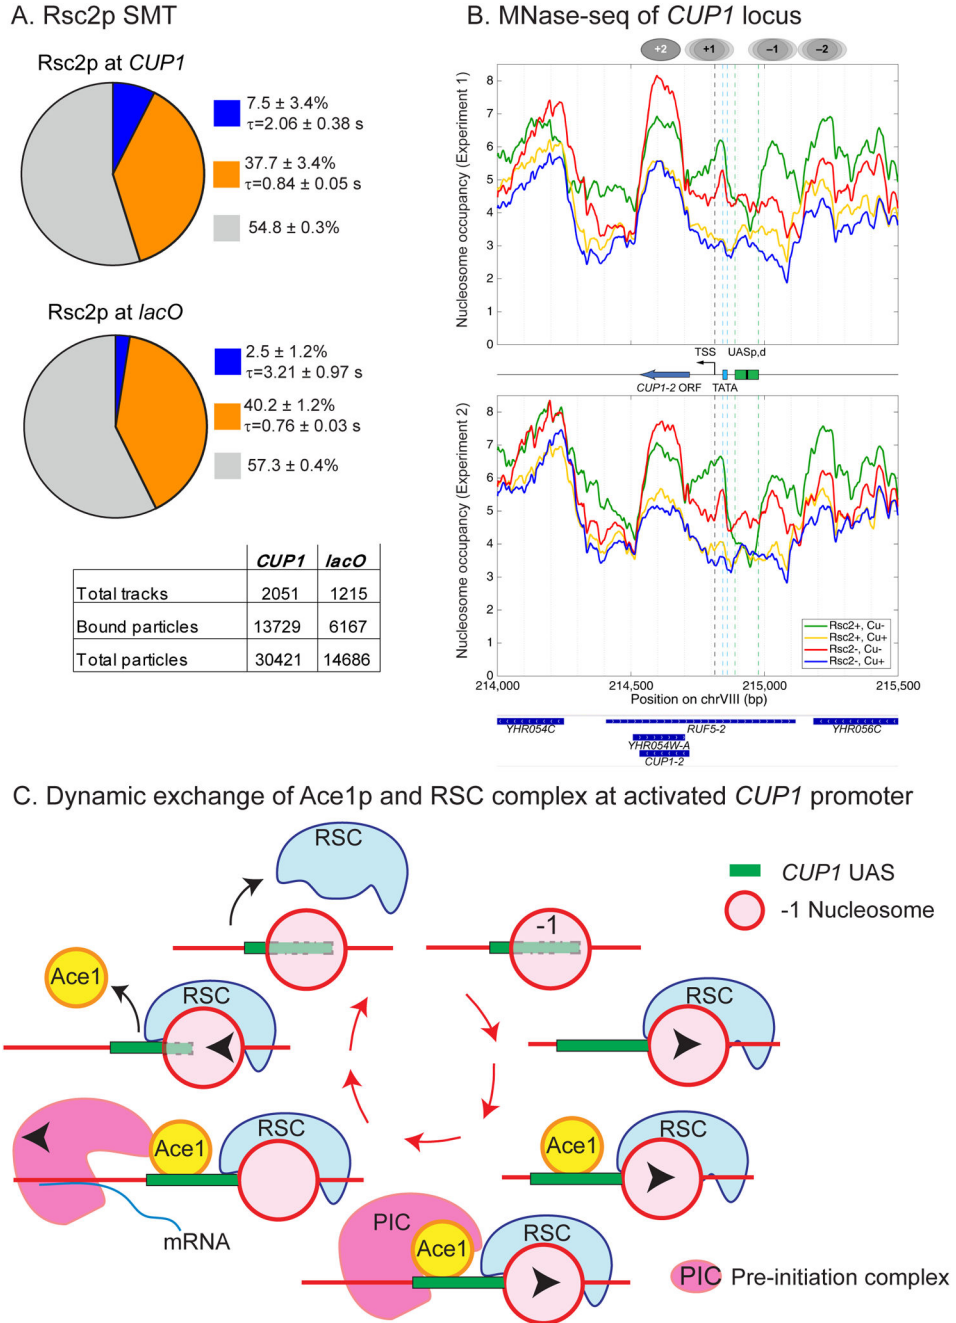 A. Rsc2p SMT
Rsc2p at CUP1
7.5 ± 3.4%
τ=2.06 ± 0.38 s
37.7 ± 3.4%
τ=0.84 ± 0.05 s
54.8 ± 0.3%
Rsc2p at lacO
2.5 ± 1.2%
τ=3.21 ± 0.97 s
40.2 ± 1.2%
τ=0.76 ± 0.03 s
57.3 ± 0.4%
CUP1 lacO
Total tracks 2051 1215
Bound particles 13729 6167
Total particles 30421 14686
B. MNase-seq of CUP1 locus
+2 +1 –1 –2
Nucleosome occupancy (Experiment 1)
8
7
6
5
4
3
2
1
0
TSS UASp,d
CUP1-2 ORF TATA
Nucleosome occupancy (Experiment 2)
8
7
6
5
4
3
2
1
0
Rsc2+, Cu-
Rsc2+, Cu+
Rsc2-, Cu-
Rsc2-, Cu+
214,000 214,500 215,000 215,500
Position on chrVIII (bp)
YHR054C RUF5-2 YHR056C
YHR054W-A
CUP1-2
C. Dynamic exchange of Ace1p and RSC complex at activated CUP1 promoter
RSC
CUP1 UAS
-1 Nucleosome
-1
Ace1
RSC
RSC
RSC
Ace1
Ace1
RSC
mRNA
PIC
Ace1
RSC
PIC Pre-initiation complex